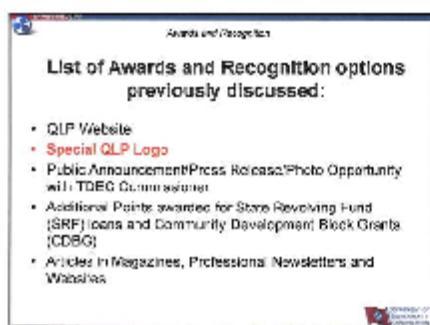 Awards and Recognition
List of Awards and Recognition options
previously discussed:
• QLP Website
• Special QLP Logo
• Public Announcement/Press Release/Photo Opportunity
with TDEC Commissioner
• Additional Points awarded for State Revolving Fund
(SRF) loans and Community Development Block Grants
(CDBG)
• Articles in Magazines, Professional Newsletters and
Websites